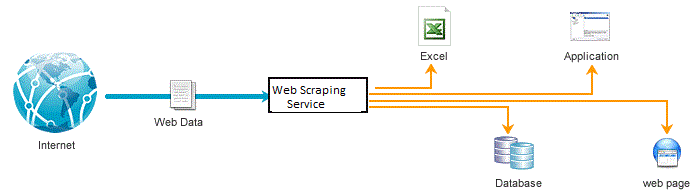 Excel
Application
Web Scraping
Service
Web Data
Internet
Database
web page